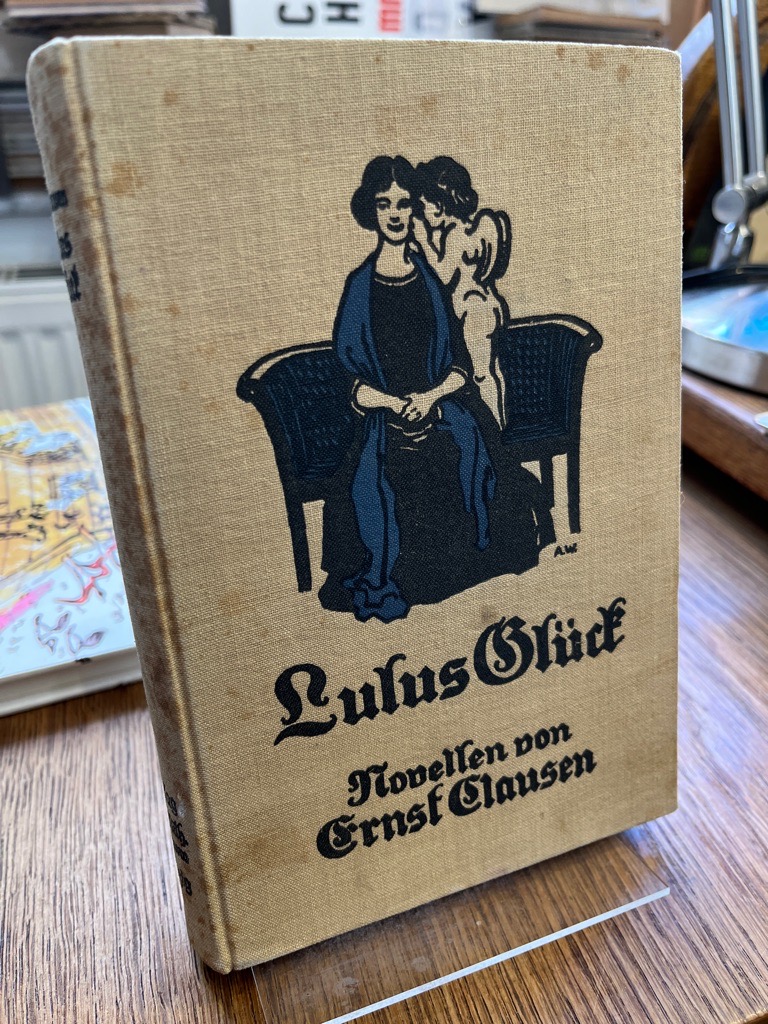 C
H
E
A.W.
Lulus Glück
Novellen von
Ernst Clausen